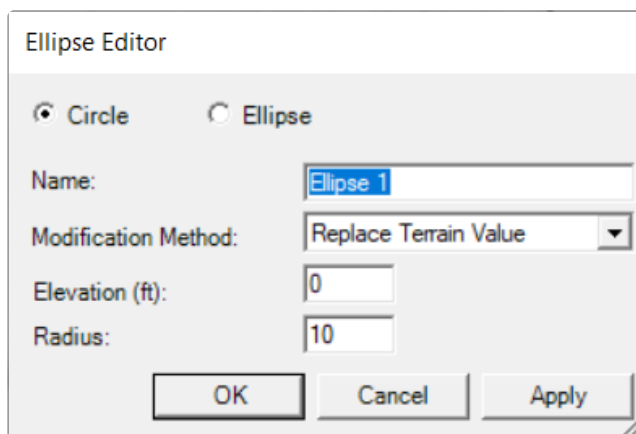 Ellipse Editor
Circle Ellipse
Name: Ellipse 1
Modification Method: Replace Terrain Value
Elevation (ft): 0
Radius: 10
OK Cancel Apply